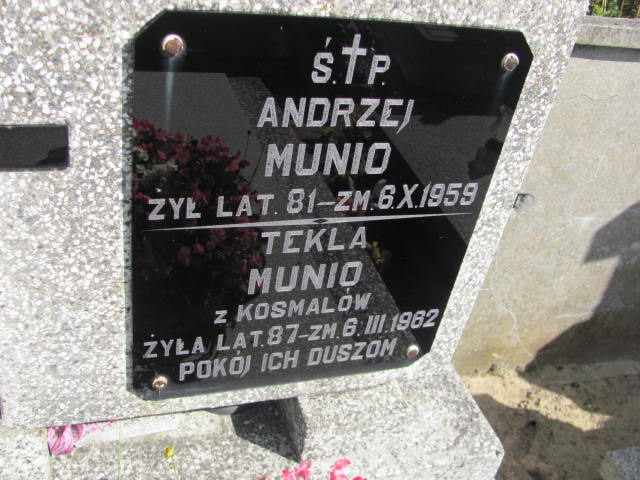 Ś.†P.
ANDRZEJ
MUNIO
ŻYŁ LAT. 81–ZM.6.X.1959
TEKLA
MUNIO
Z KOSMALÓW
ŻYŁA LAT.87–ZM.6.III.1962
POKÓJ ICH DUSZOM